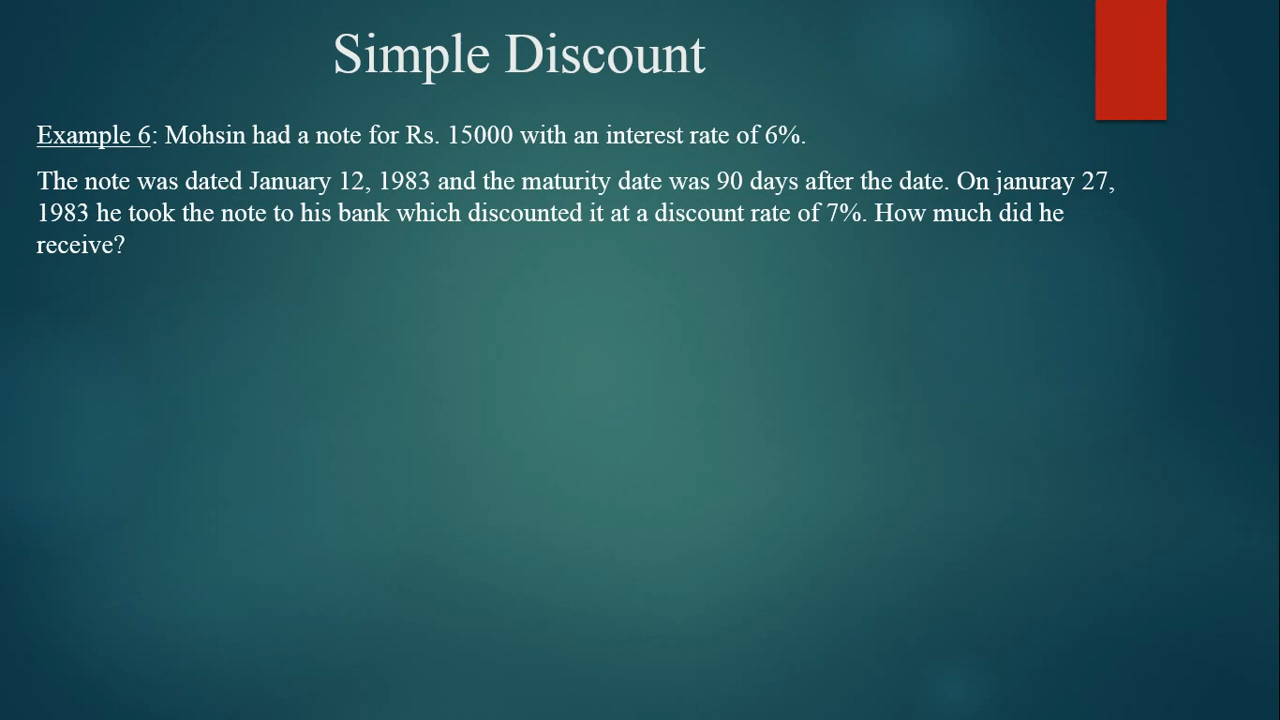 Simple Discount
Example 6: Mohsin had a note for Rs. 15000 with an interest rate of 6%.
The note was dated January 12, 1983 and the maturity date was 90 days after the date. On januray 27,
1983 he took the note to his bank which discounted it at a discount rate of 7%. How much did he
receive?